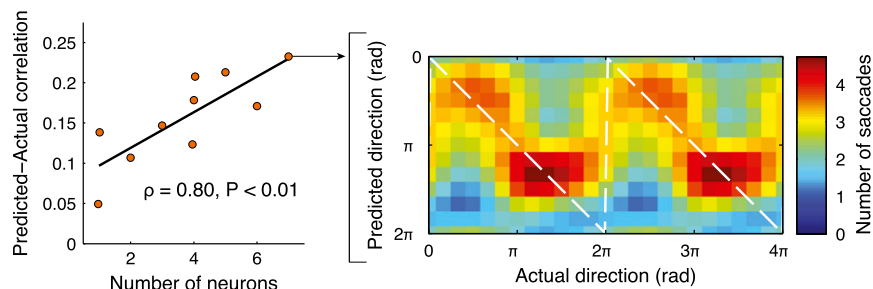 Predicted–Actual correlation
0.25
0.2
0.15
0.1
0.05
0
ρ = 0.80, P < 0.01
2 4 6
Number of neurons
Predicted direction (rad)
0
π
2π
0 π 2π 3π 4π
Actual direction (rad)
4
3
2
1
0
Number of saccades